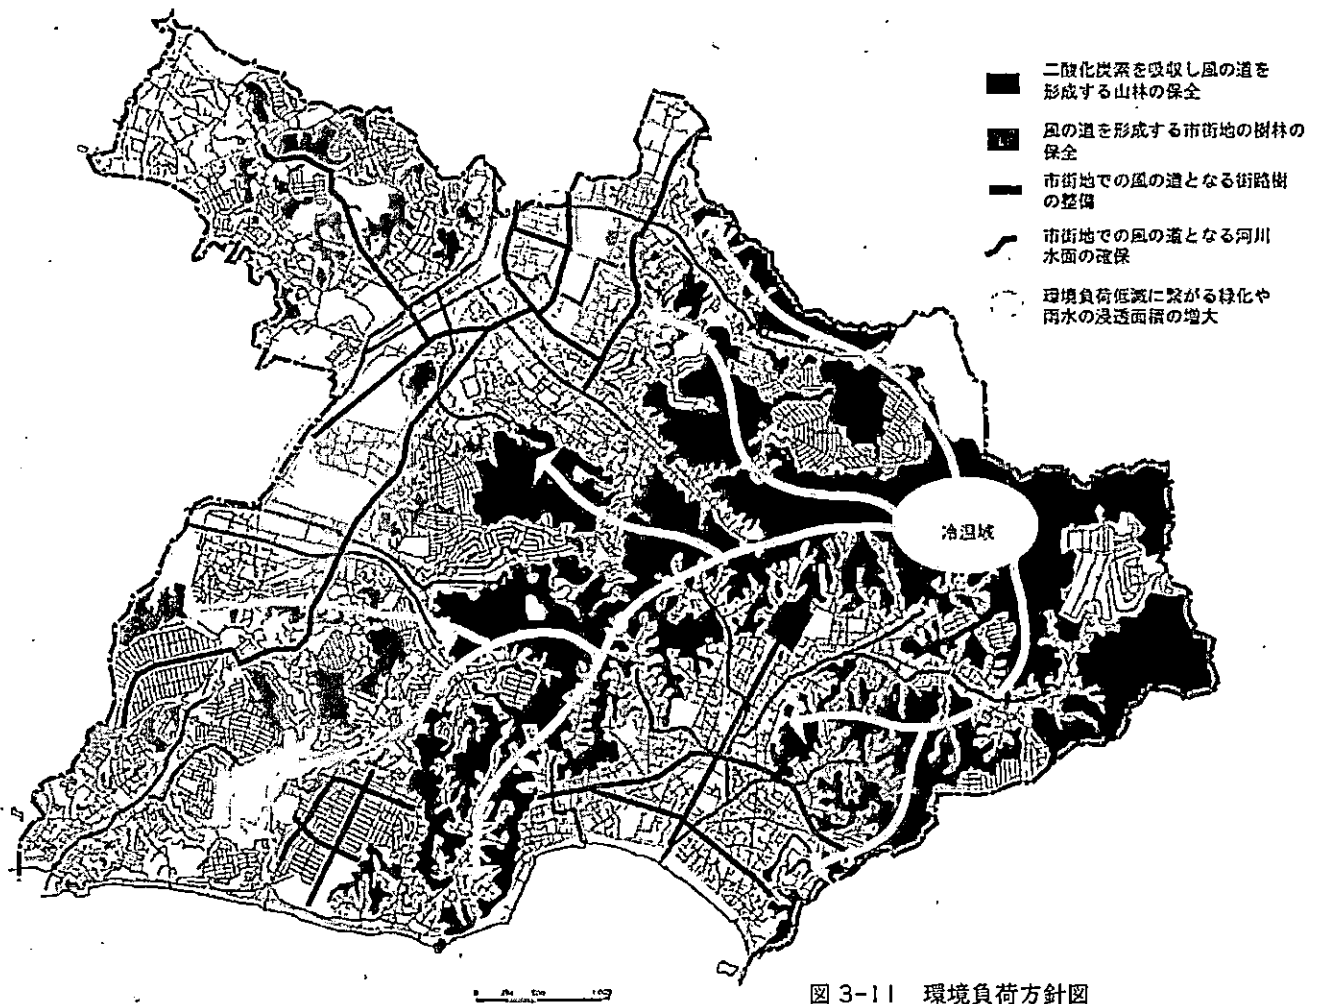 二酸化炭素を吸収し風の道を
形成する山林の保全
風の道を形成する市街地の樹林の
保全
市街地での風の道となる街路樹
の整備
市街地での風の道となる河川
水面の確保
環境負荷低減に繋がる緑化や
雨水の浸透面積の増大
冷温域
図 3-11 環境負荷方針図